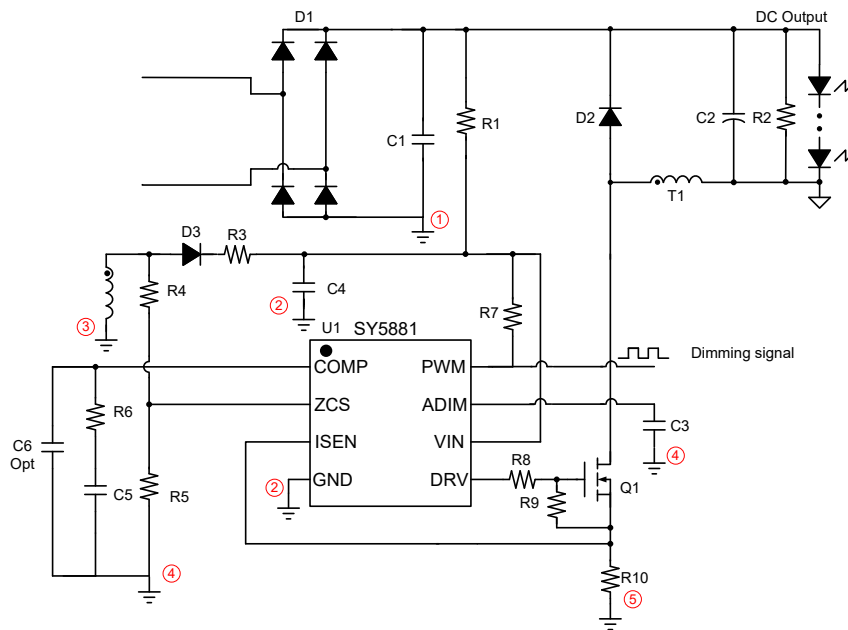 D1
DC Output
D2
C2
R2
R1
C1
①
T1
D3
R3
R4
C4
②
R7
③
U1
SY5881
COMP
PWM
Dimming signal
ZCS
ADIM
R6
C3
C6
Opt
ISEN
VIN
④
R8
GND
DRV
②
Q1
C5
R5
R9
④
R10
⑤